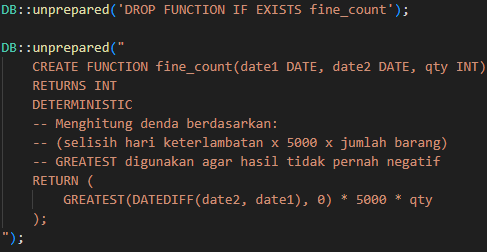 DB::unprepared('DROP FUNCTION IF EXISTS fine_count');

DB::unprepared("
    CREATE FUNCTION fine_count(date1 DATE, date2 DATE, qty INT)
    RETURNS INT
    DETERMINISTIC
    -- Menghitung denda berdasarkan:
    -- (selisih hari keterlambatan x 5000 x jumlah barang)
    -- GREATEST digunakan agar hasil tidak pernah negatif
    RETURN (
        GREATEST(DATEDIFF(date2, date1), 0) * 5000 * qty
    );
");